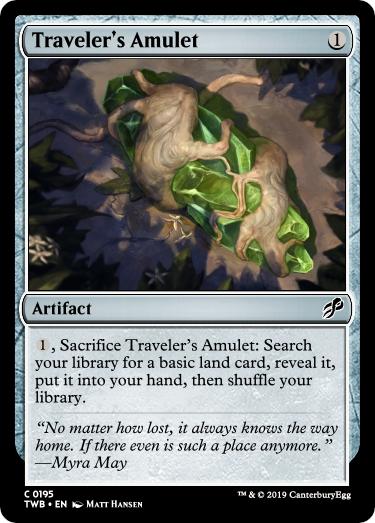 Traveler's Amulet 1
Artifact
1 , Sacrifice Traveler's Amulet: Search
your library for a basic land card, reveal it,
put it into your hand, then shuffle your
library.
"No matter how lost, it always knows the way
home. If there even is such a place anymore."
—Myra May
C 0195
TWB • EN Matt Hansen
™ & © 2019 CanterburyEgg